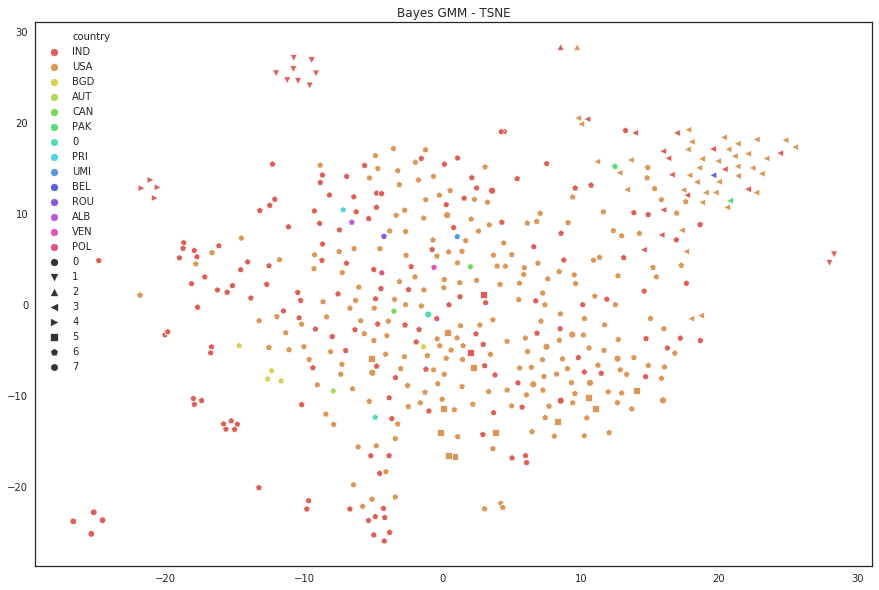 Bayes GMM - TSNE
country
IND
USA
BGD
AUT
CAN
PAK
0
PRI
UMI
BEL
ROU
ALB
VEN
POL
0
1
2
3
4
5
6
7
30
20
10
0
−10
−20
−20
−10
0
10
20
30